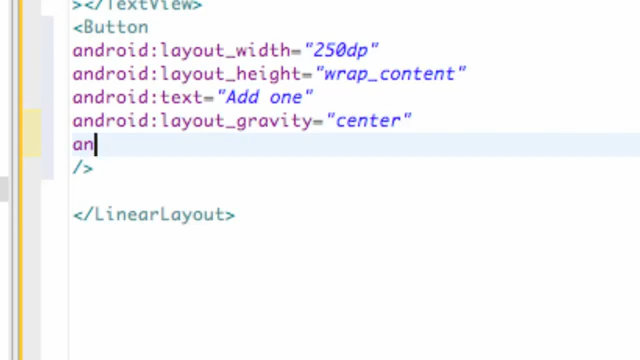 ></TextView>
<Button
android:layout_width="250dp"
android:layout_height="wrap_content"
android:text="Add one"
android:layout_gravity="center"
an
/>
</LinearLayout>